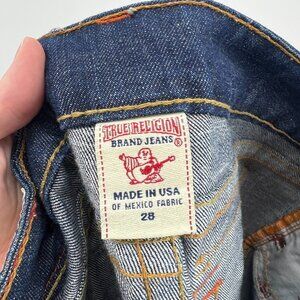 TRUE RELIGION
BRAND JEANS®
MADE IN USA
OF MEXICO FABRIC
28